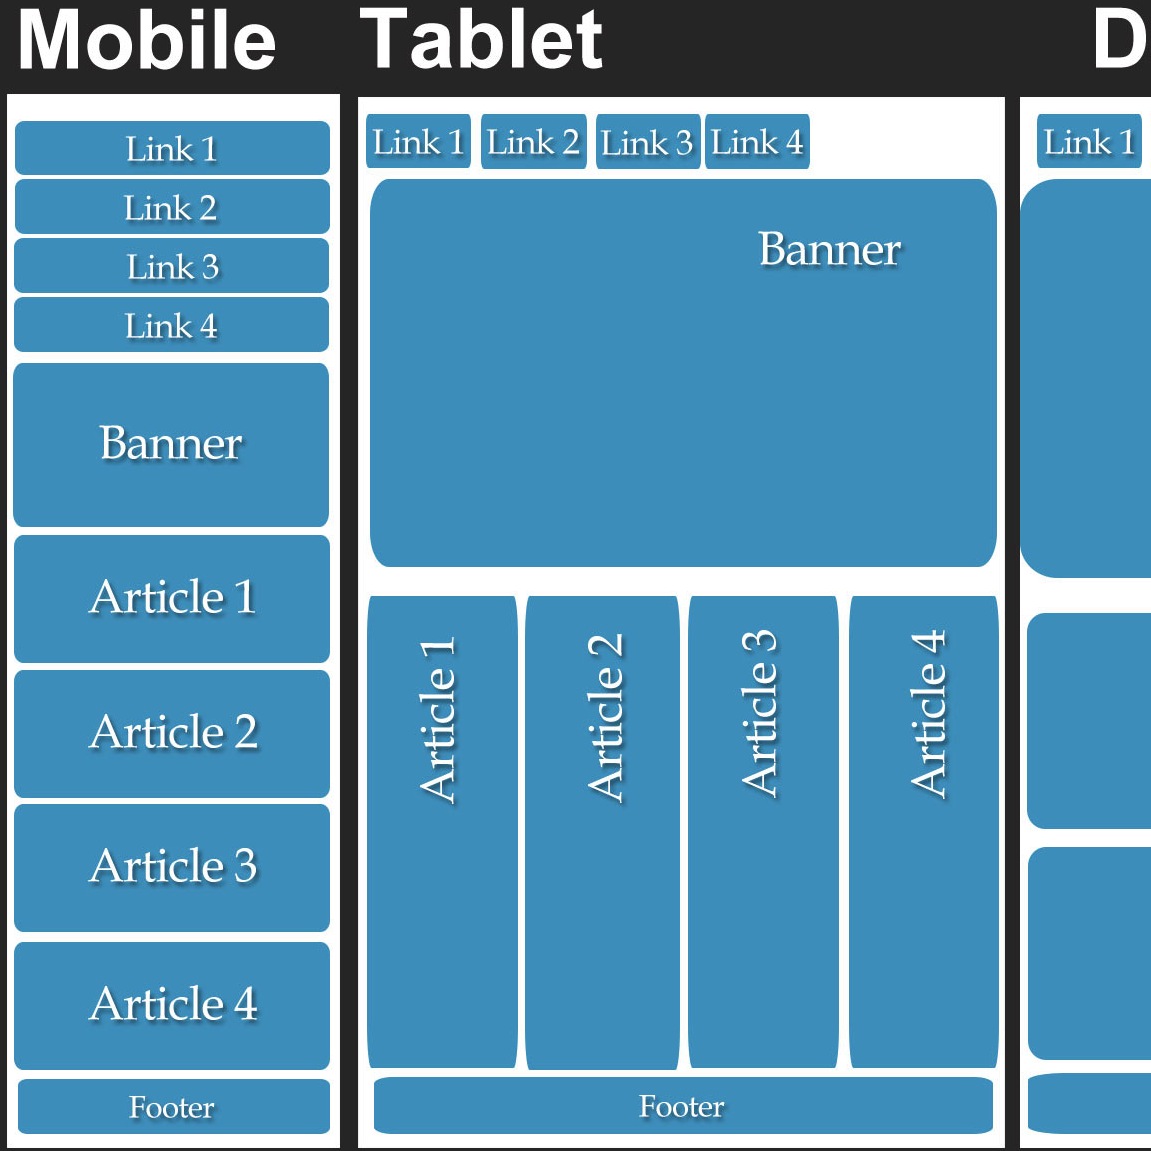 Mobile
Link 1
Link 2
Link 3
Link 4
Banner
Article 1
Article 2
Article 3
Article 4
Footer
Tablet
Link 1 Link 2 Link 3 Link 4
Banner
Article 1
Article 2
Article 3
Article 4
Footer
D
Link 1